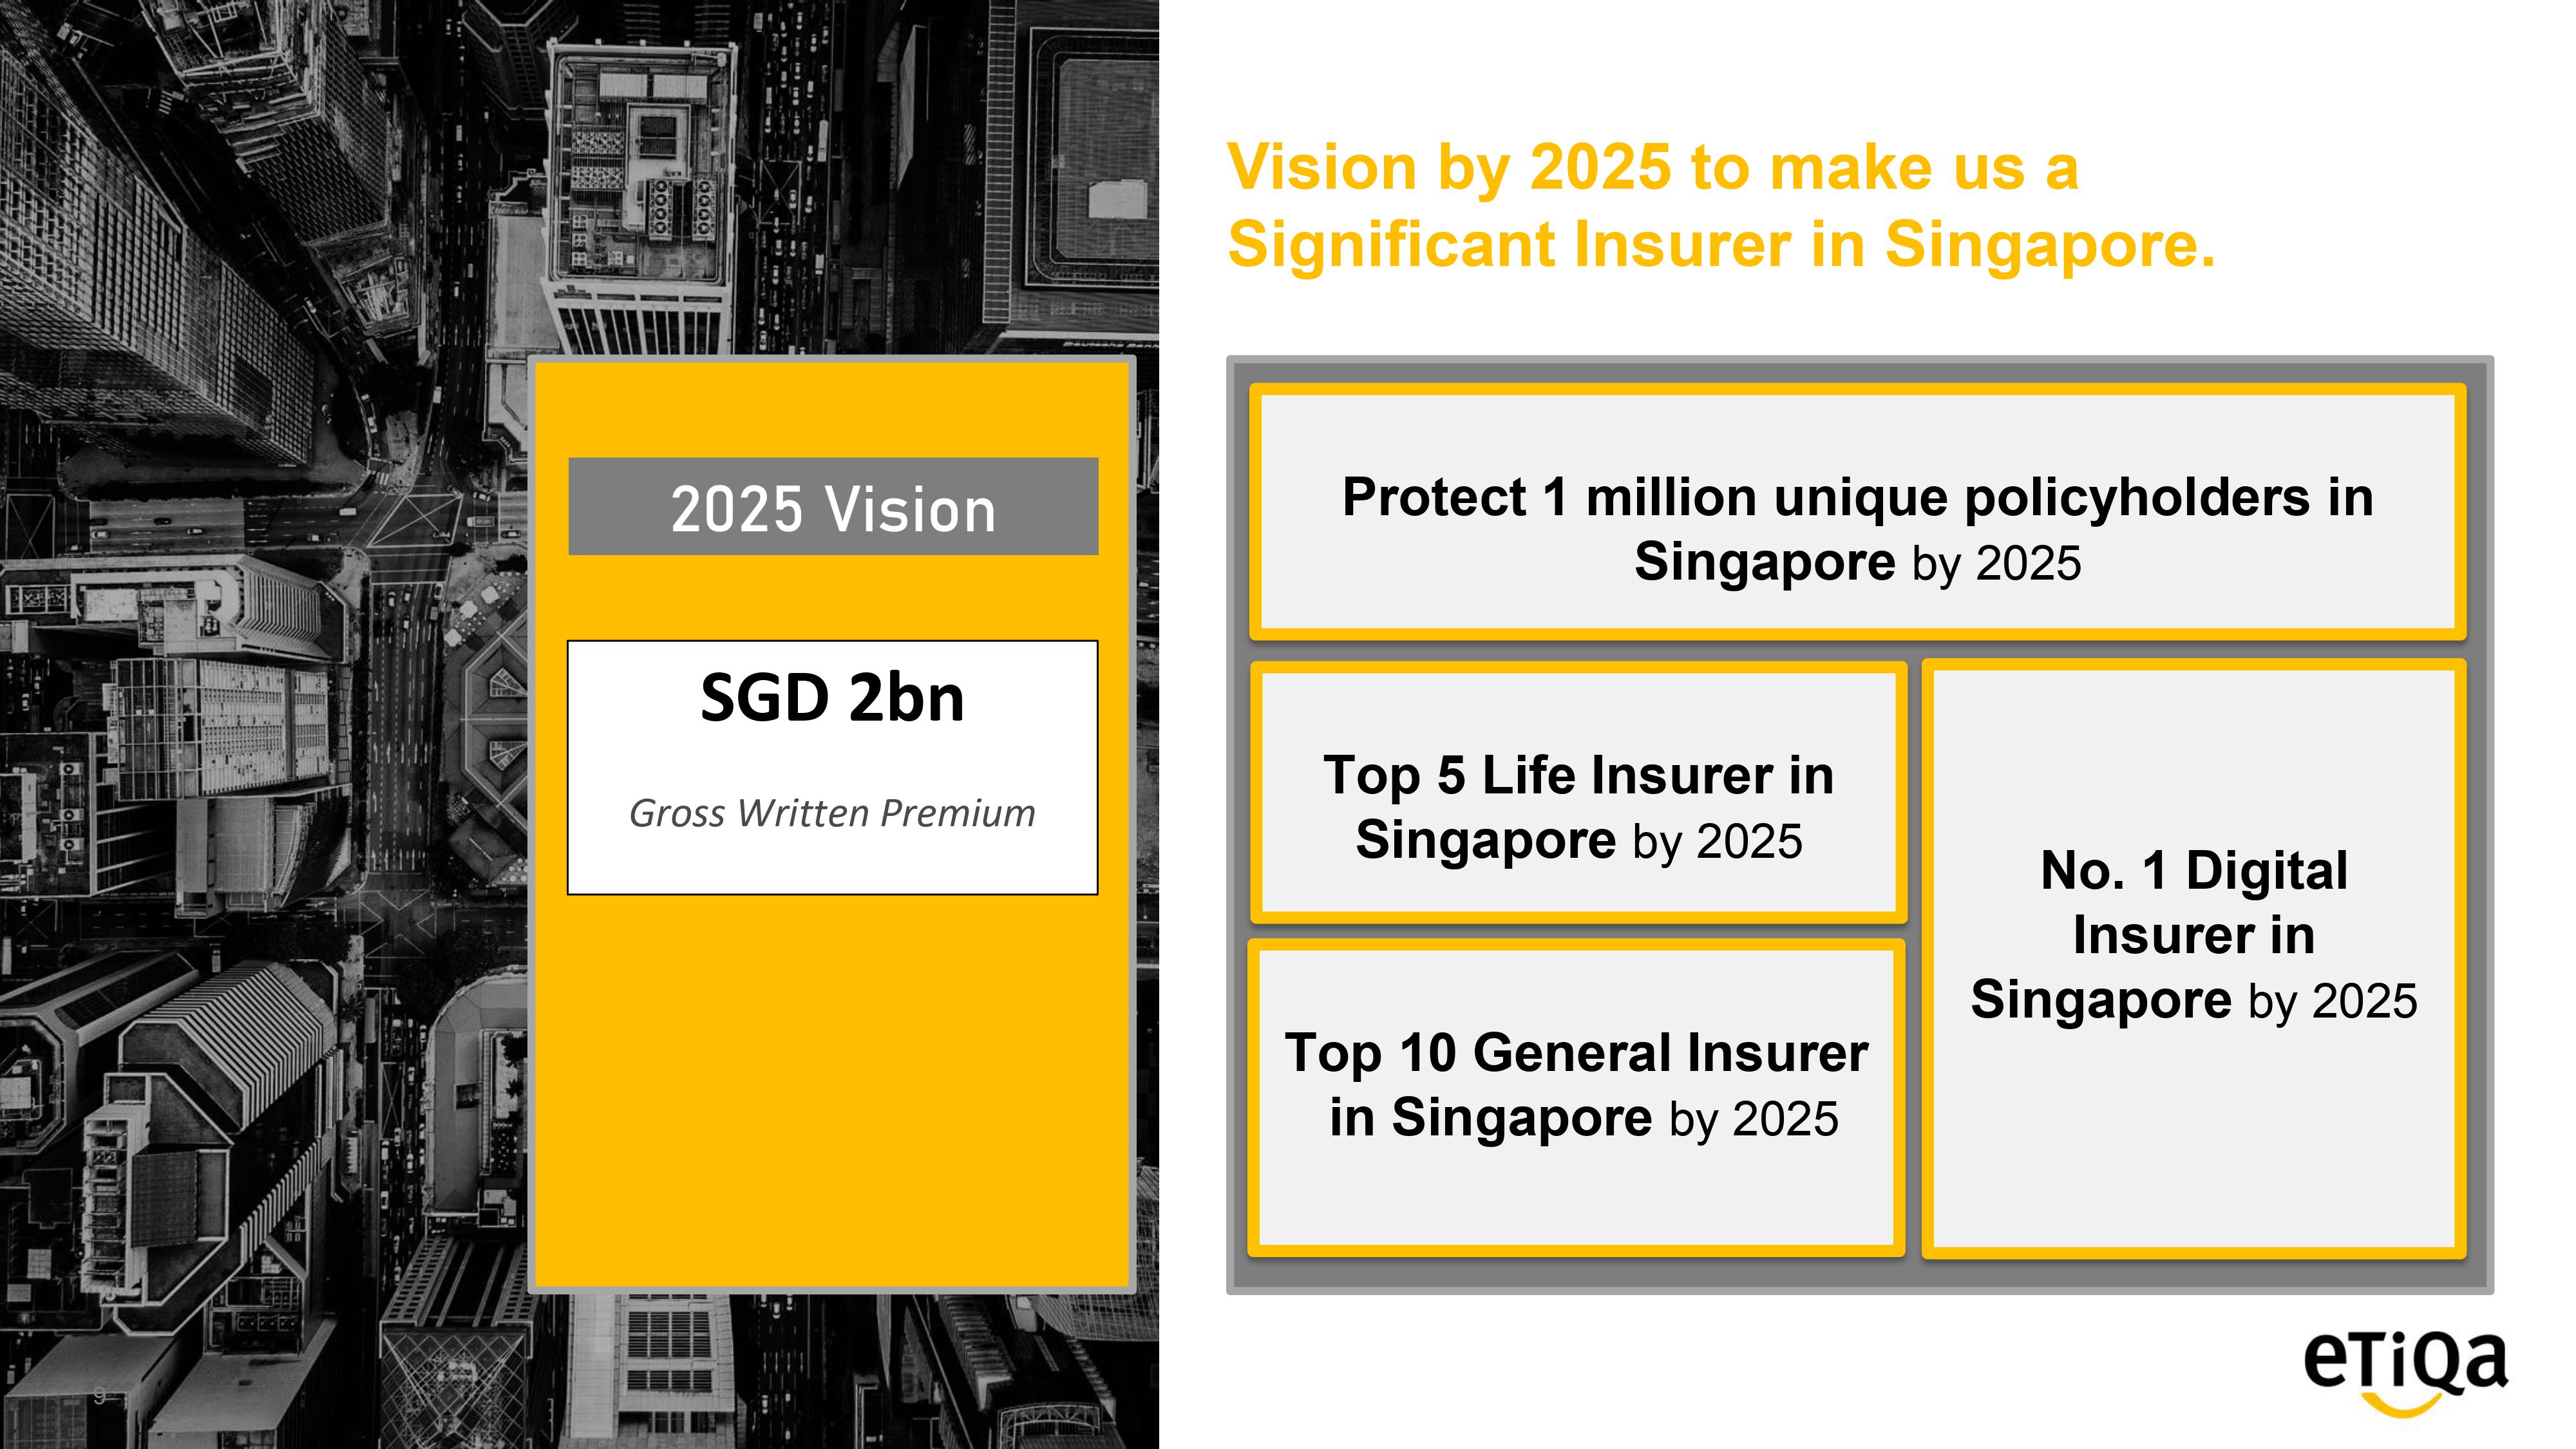 Vision by 2025 to make us a
Significant Insurer in Singapore.
2025 Vision
SGD 2bn
Gross Written Premium
Protect 1 million unique policyholders in
Singapore by 2025
Top 5 Life Insurer in
Singapore by 2025
Top 10 General Insurer
in Singapore by 2025
No. 1 Digital
Insurer in
Singapore by 2025
eTiQa
9